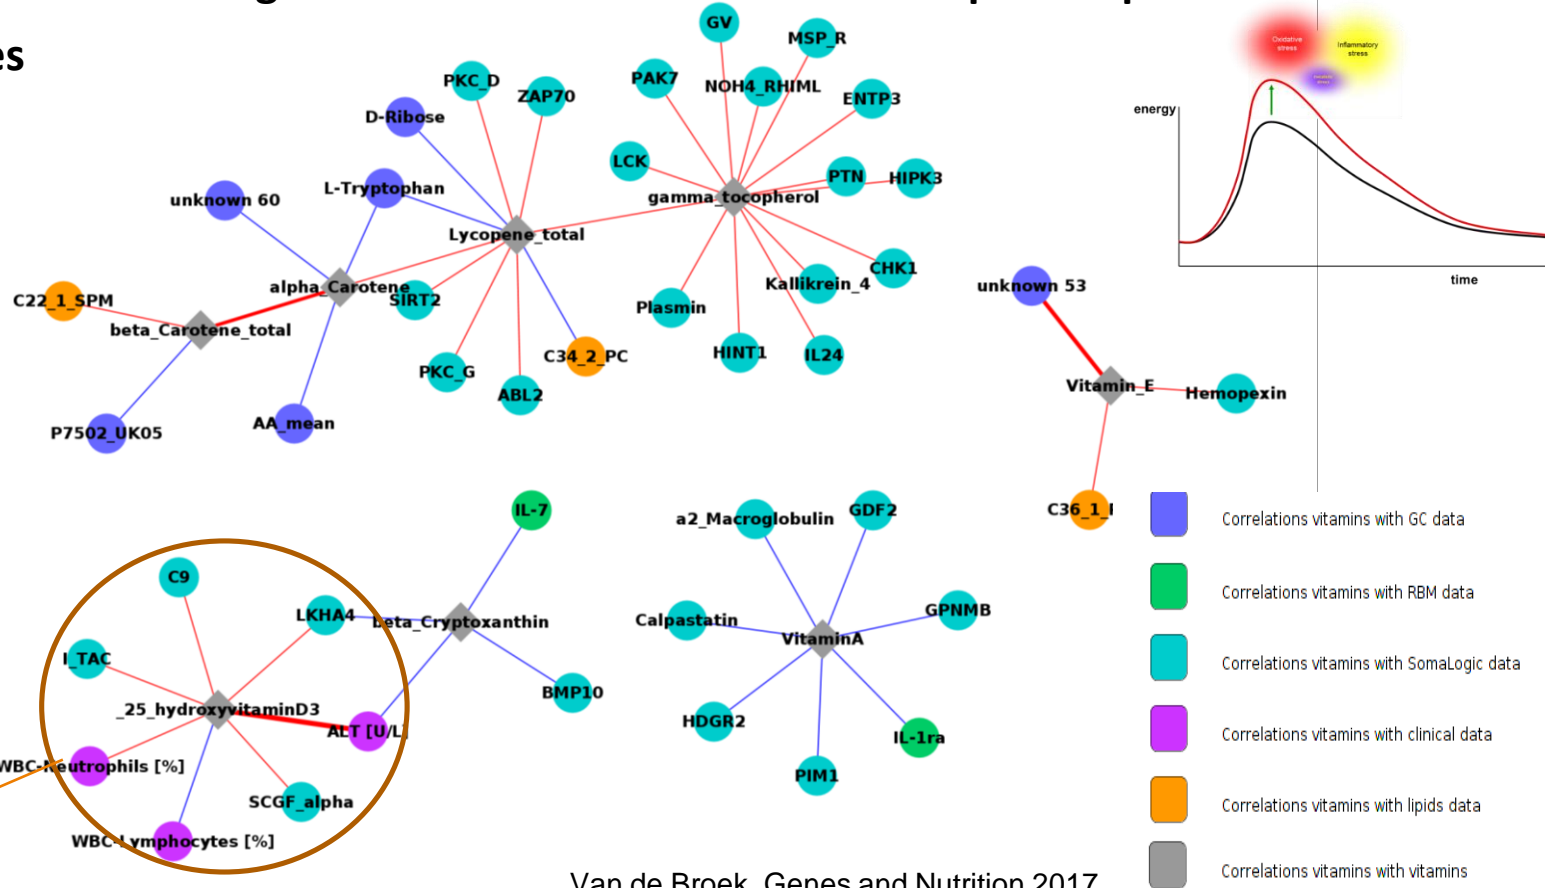 es
GV
MSP_R
PKC_D
PAK7
NOH4_RHIML
ZAP70
ENTP3
D-Ribose
LCK
PTN
HIPK3
L-Tryptophan
unknown 60
gamma_tocopherol
Lycopene_total
CHK1
alpha_Carotene
Kallikrein_4
C22_1_SPM
SIRT2
Plasmin
beta_Carotene_total
HINT1
IL24
C34_2_PC
PKC_G
ABL2
AA_mean
P7502_UK05
Oxidative
stress
Inflammatory
stress
energy
time
unknown 53
Vitamin_E
Hemopexin
C36_1_
IL-7
a2_Macroglobulin
GDF2
C9
LKHA4
beta_Cryptoxanthin
Calpastatin
GPNMB
VitaminA
I_TAC
BMP10
_25_hydroxyvitaminD3
HDGR2
ALT [U/L]
IL-1ra
WBC-Neutrophils [%]
PIM1
SCGF_alpha
WBC-Lymphocytes [%]
Correlations vitamins with GC data
Correlations vitamins with RBM data
Correlations vitamins with SomaLogic data
Correlations vitamins with clinical data
Correlations vitamins with lipids data
Correlations vitamins with vitamins
Van de Broek, Genes and Nutrition 2017